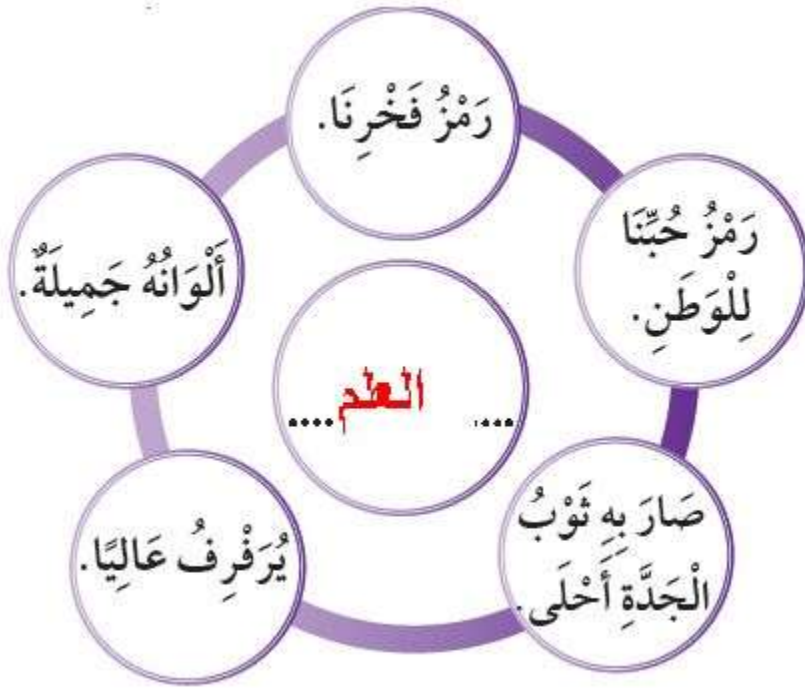 رَمْزُ فَخْرِنَا.
رَمْزُ حُبِّنَا
لِلْوَطَنِ.
أَلْوَانُهُ جَمِيلَةٌ.
.... العلم ....
صَارَ بِهِ ثَوْبُ
الْجَدَّةِ أَحْلَى.
يُرَفْرِفُ عَالِيًا.